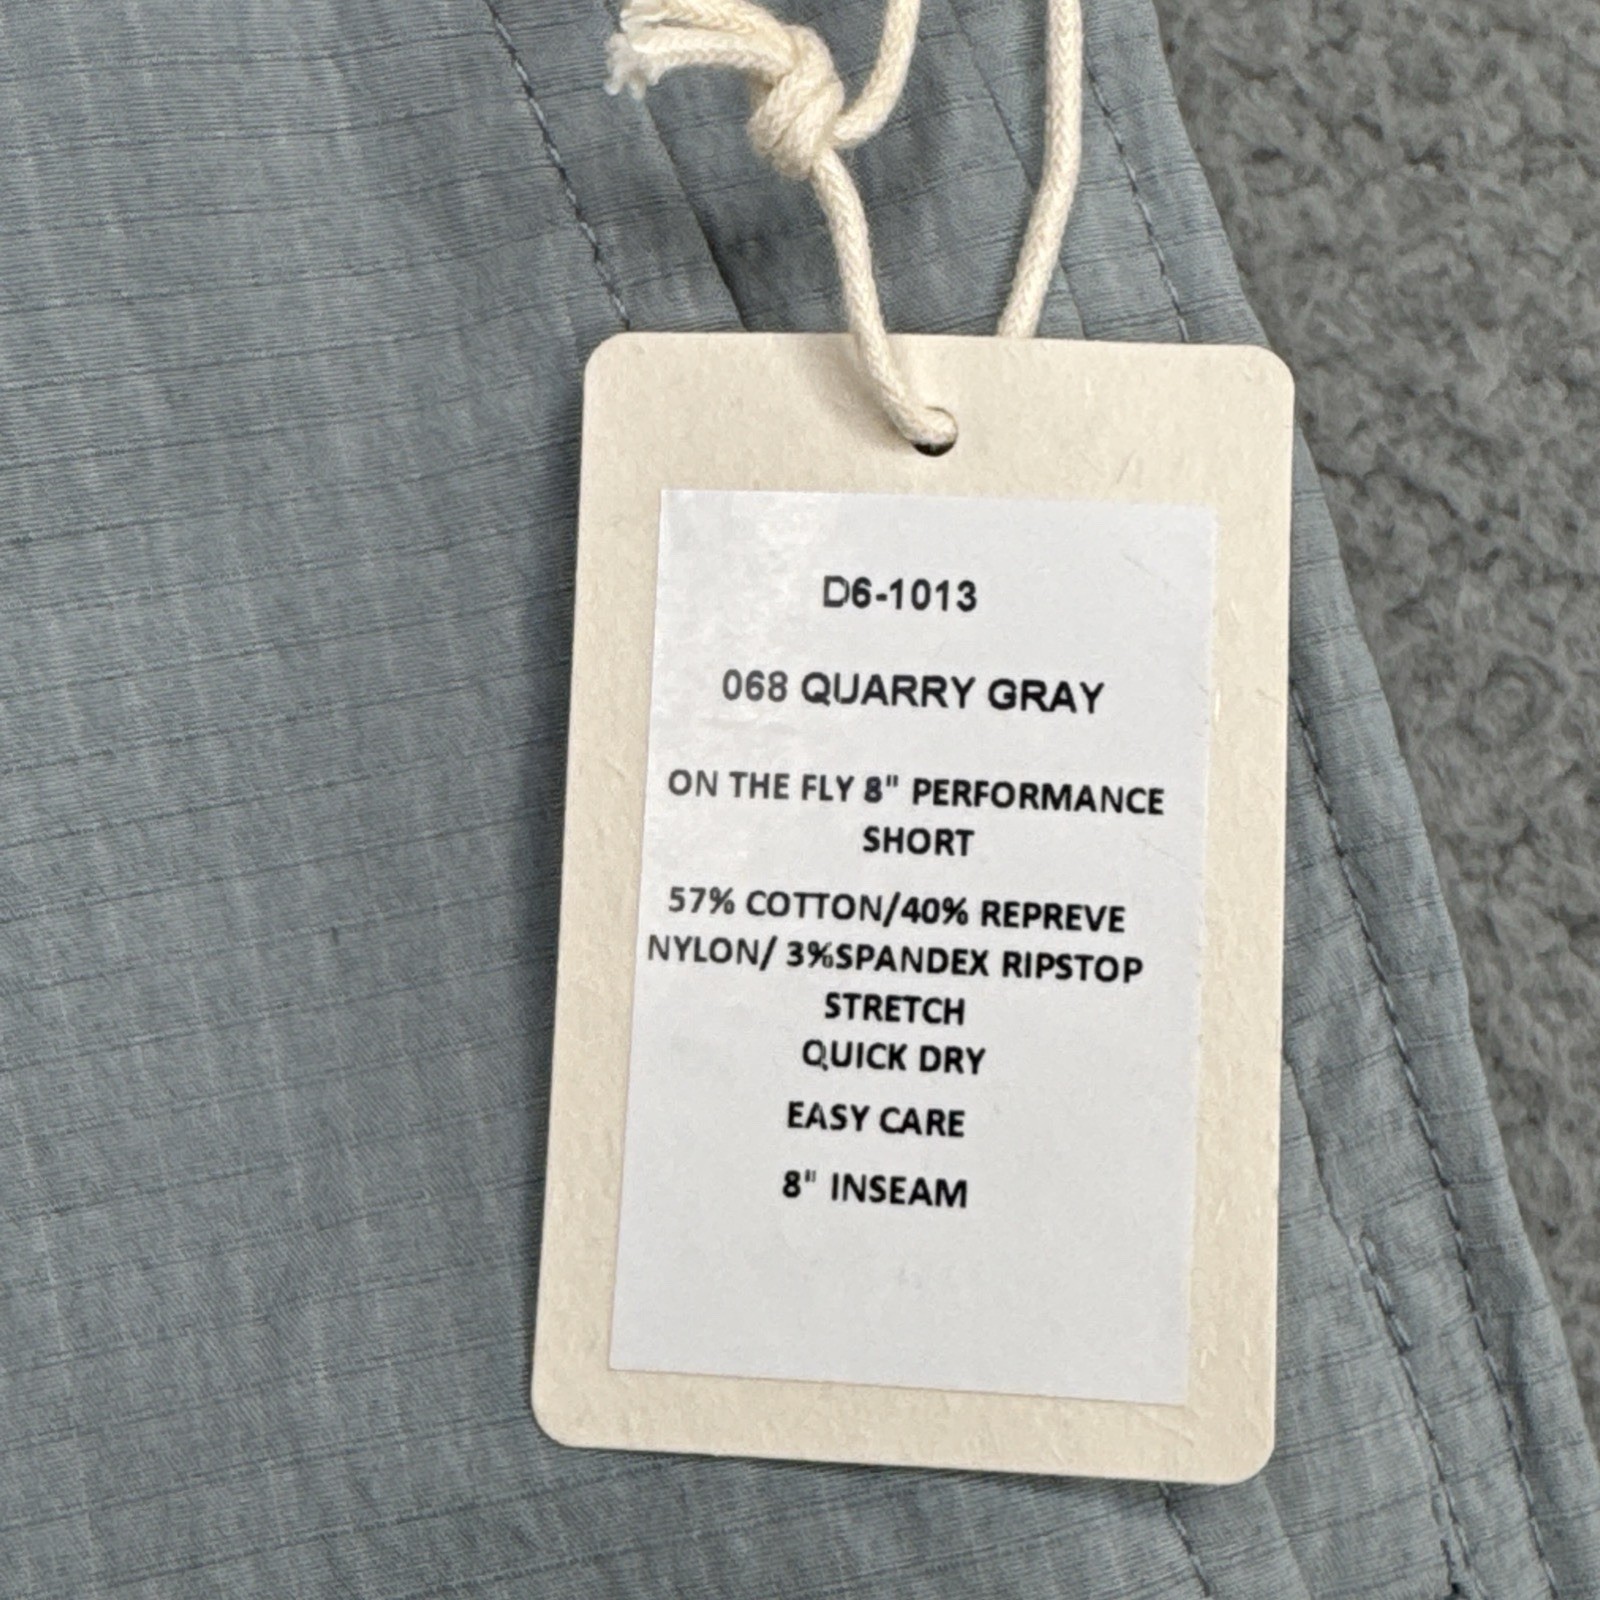 D6-1013
068 QUARRY GRAY
ON THE FLY 8" PERFORMANCE
SHORT
57% COTTON/40% REPREVE
NYLON/ 3%SPANDEX RIPSTOP
STRETCH
QUICK DRY
EASY CARE
8" INSEAM